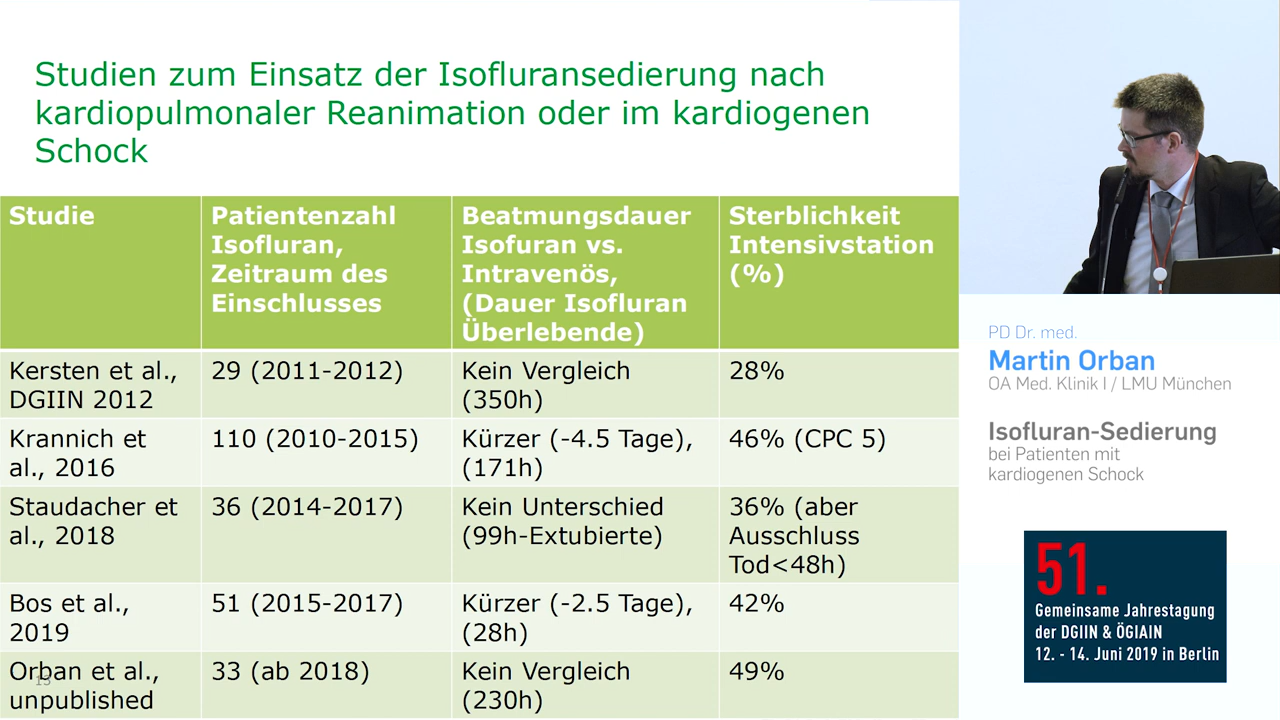 Studien zum Einsatz der Isofluransedierung nach
kardiopulmonaler Reanimation oder im kardiogenen
Schock
Studie
Patientenzahl
Isofluran,
Zeitraum des
Einschlusses
Beatmungsdauer
Isofuran vs.
Intravenös,
(Dauer Isofluran
Überlebende)
Sterblichkeit
Intensivstation
(%)
Kersten et al.,
DGIIN 2012
29 (2011-2012)
Kein Vergleich
(350h)
28%
Krannich et
al., 2016
110 (2010-2015)
Kürzer (-4.5 Tage),
(171h)
46% (CPC 5)
Staudacher et
al., 2018
36 (2014-2017)
Kein Unterschied
(99h-Extubierte)
36% (aber
Ausschluss
Tod<48h)
Bos et al.,
2019
51 (2015-2017)
Kürzer (-2.5 Tage),
(28h)
42%
Orban et al.,
unpublished
33 (ab 2018)
Kein Vergleich
(230h)
49%
13
PD Dr. med.
Martin Orban
OA Med. Klinik I / LMU München
Isofluran-Sedierung
bei Patienten mit
kardiogenen Schock
51.
Gemeinsame Jahrestagung
der DGIIN & ÖGIAIN
12. - 14. Juni 2019 in Berlin